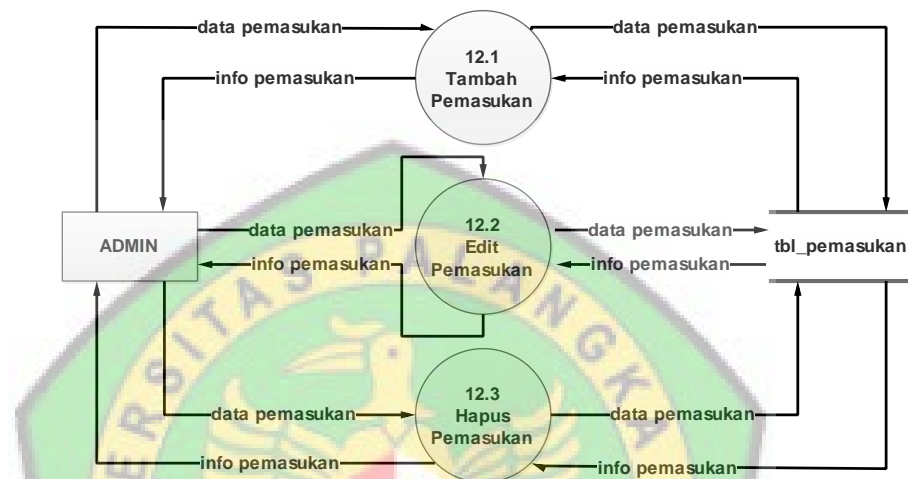 data pemasukan
data pemasukan
12.1
Tambah
Pemasukan
info pemasukan
info pemasukan
ADMIN
data pemasukan
info pemasukan
12.2
Edit
Pemasukan
data pemasukan
info pemasukan
tbl_pemasukan
12.3
Hapus
Pemasukan
data pemasukan
data pemasukan
info pemasukan
info pemasukan
ERSITAS PALANGKA